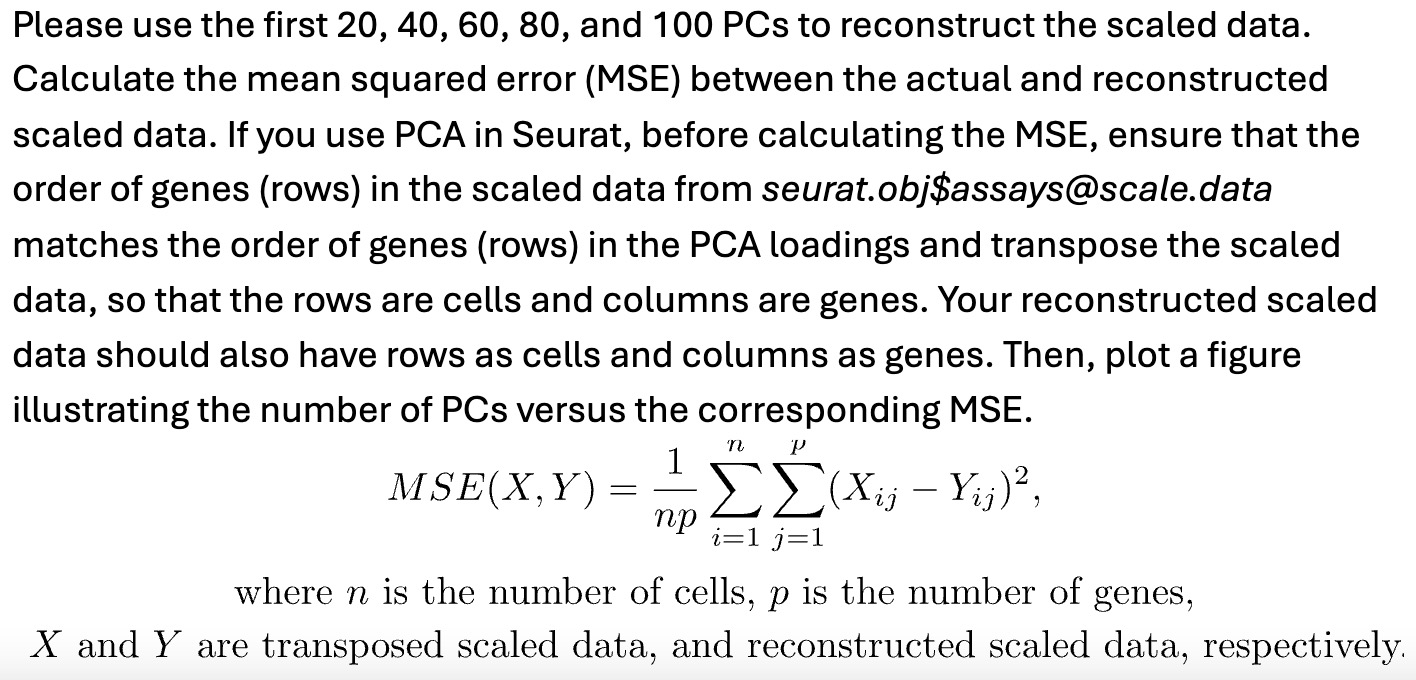 Please use the first 20, 40, 60, 80, and 100 PCs to reconstruct the scaled data.
Calculate the mean squared error (MSE) between the actual and reconstructed
scaled data. If you use PCA in Seurat, before calculating the MSE, ensure that the
order of genes (rows) in the scaled data from seurat.obj$assays@scale.data
matches the order of genes (rows) in the PCA loadings and transpose the scaled
data, so that the rows are cells and columns are genes. Your reconstructed scaled
data should also have rows as cells and columns as genes. Then, plot a figure
illustrating the number of PCs versus the corresponding MSE.
$MSE(X, Y) = \frac{1}{np} \sum_{i=1}^{n} \sum_{j=1}^{p} (X_{ij} - Y_{ij})^2,$
where n is the number of cells, p is the number of genes,
X and Y are transposed scaled data, and reconstructed scaled data, respectively.